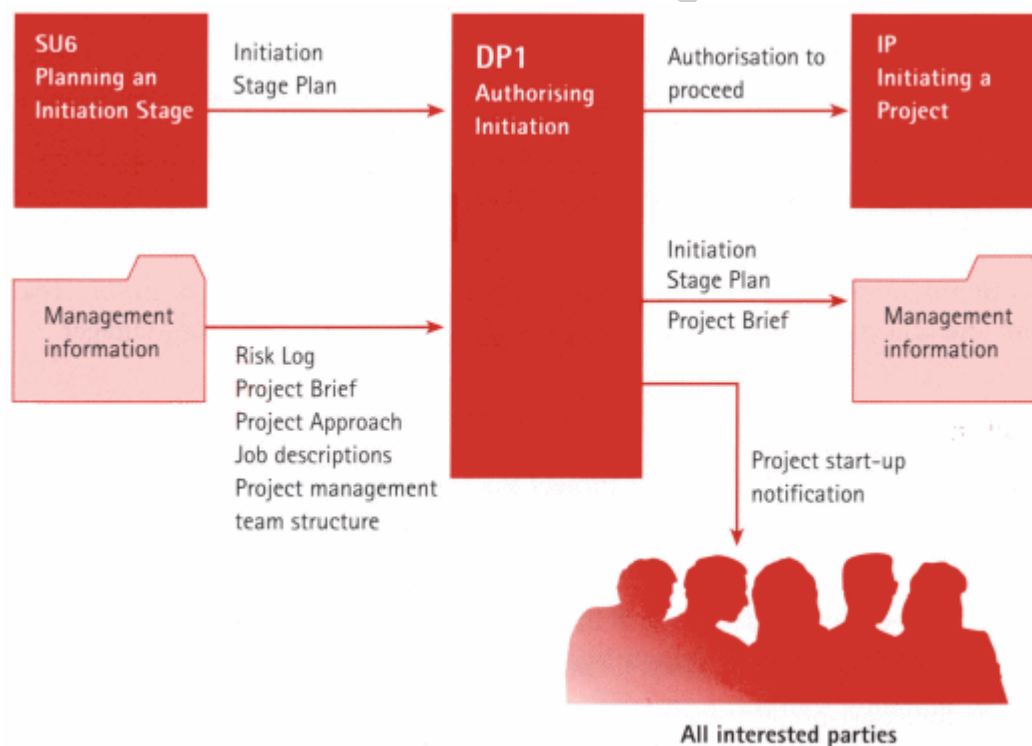 SU6
Planning an
Initiation Stage
Initiation
Stage Plan
DP1
Authorising
Initiation
Authorisation to
proceed
IP
Initiating a
Project
Management
information
Risk Log
Project Brief
Project Approach
Job descriptions
Project management
team structure
Initiation
Stage Plan
Project Brief
Management
information
Project start-up
notification
All interested parties